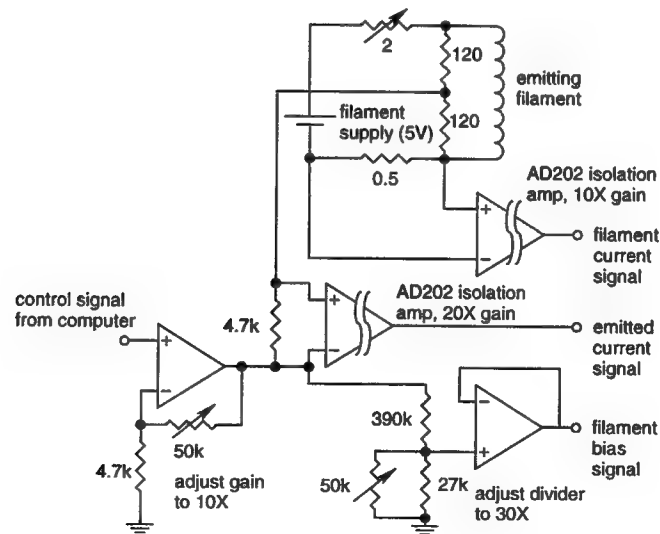 2
120
emitting
filament
filament
supply (5V)
120
0.5
AD202 isolation
amp, 10X gain
+
−
filament
current
signal
control signal
from computer
AD202 isolation
amp, 20X gain
4.7k
+
−
emitted
current
signal
+
−
50k
4.7k
adjust gain
to 10X
390k
−
+
filament
bias
signal
50k
27k
adjust divider
to 30X